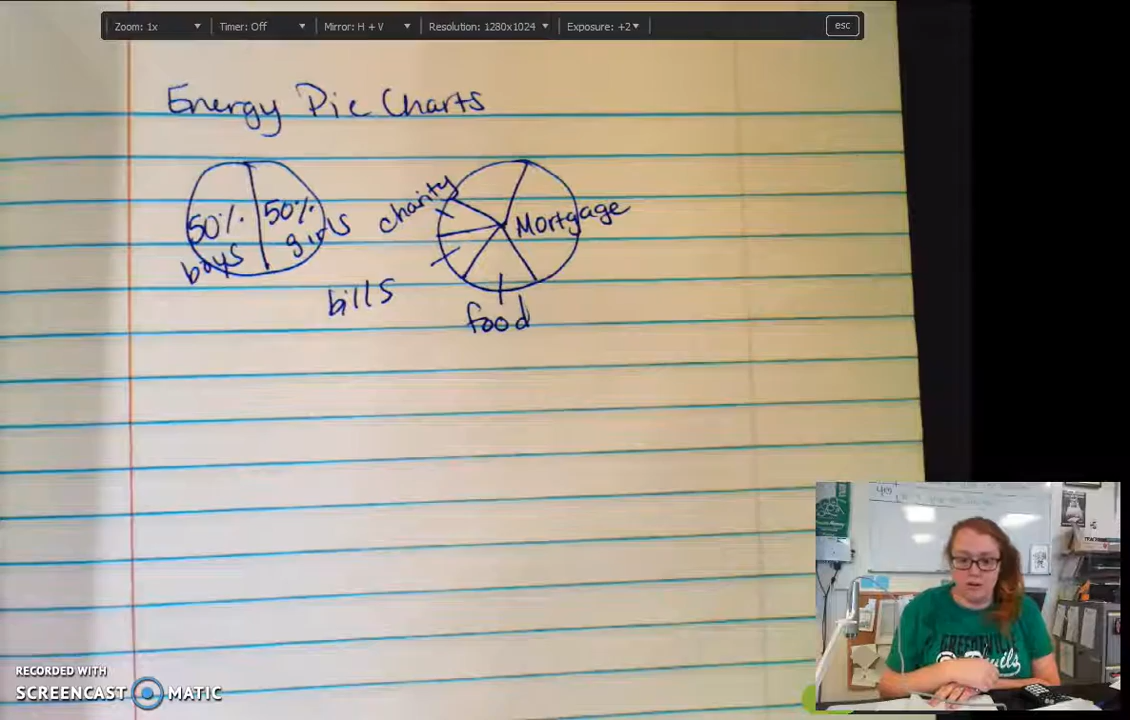 Zoom: 1x Timer: Off Mirror: H + V Resolution: 1280x1024 Exposure: +2 esc
Energy Pie Charts
50% boys
50% girls
charity
Mortgage
bills
food
RECORDED WITH
SCREENCAST MATIC